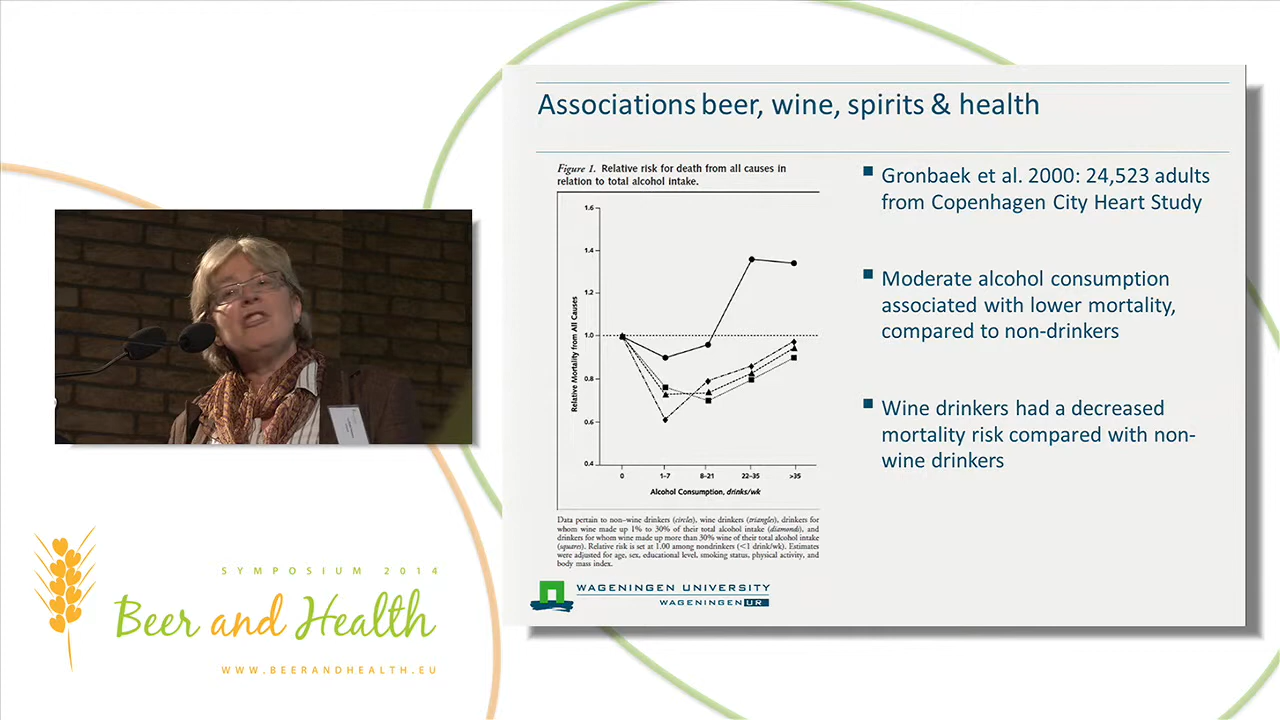 Associations beer, wine, spirits & health
Figure 1. Relative risk for death from all causes in
relation to total alcohol intake.
1.6
1.4
1.2
1.0
0.8
0.6
0.4
Relative Mortality from All Causes
0
1–7
8–21
22–35
>35
Alcohol Consumption, drinks/wk
Data pertain to non–wine drinkers (circles), wine drinkers (triangles), drinkers for
whom wine made up 1% to 30% of their total alcohol intake (diamonds), and
drinkers for whom wine made up more than 30% wine of their total alcohol intake
(squares). Relative risk is set at 1.00 among nondrinkers (<1 drink/wk). Estimates
were adjusted for age, sex, educational level, smoking status, physical activity, and
body mass index.
Gronbaek et al. 2000: 24,523 adults
from Copenhagen City Heart Study
Moderate alcohol consumption
associated with lower mortality,
compared to non-drinkers
Wine drinkers had a decreased
mortality risk compared with non-
wine drinkers
WAGENINGEN UNIVERSITY
WAGENINGEN UR
SYMPOSIUM 2014
Beer and Health
WWW.BEERANDHEALTH.EU